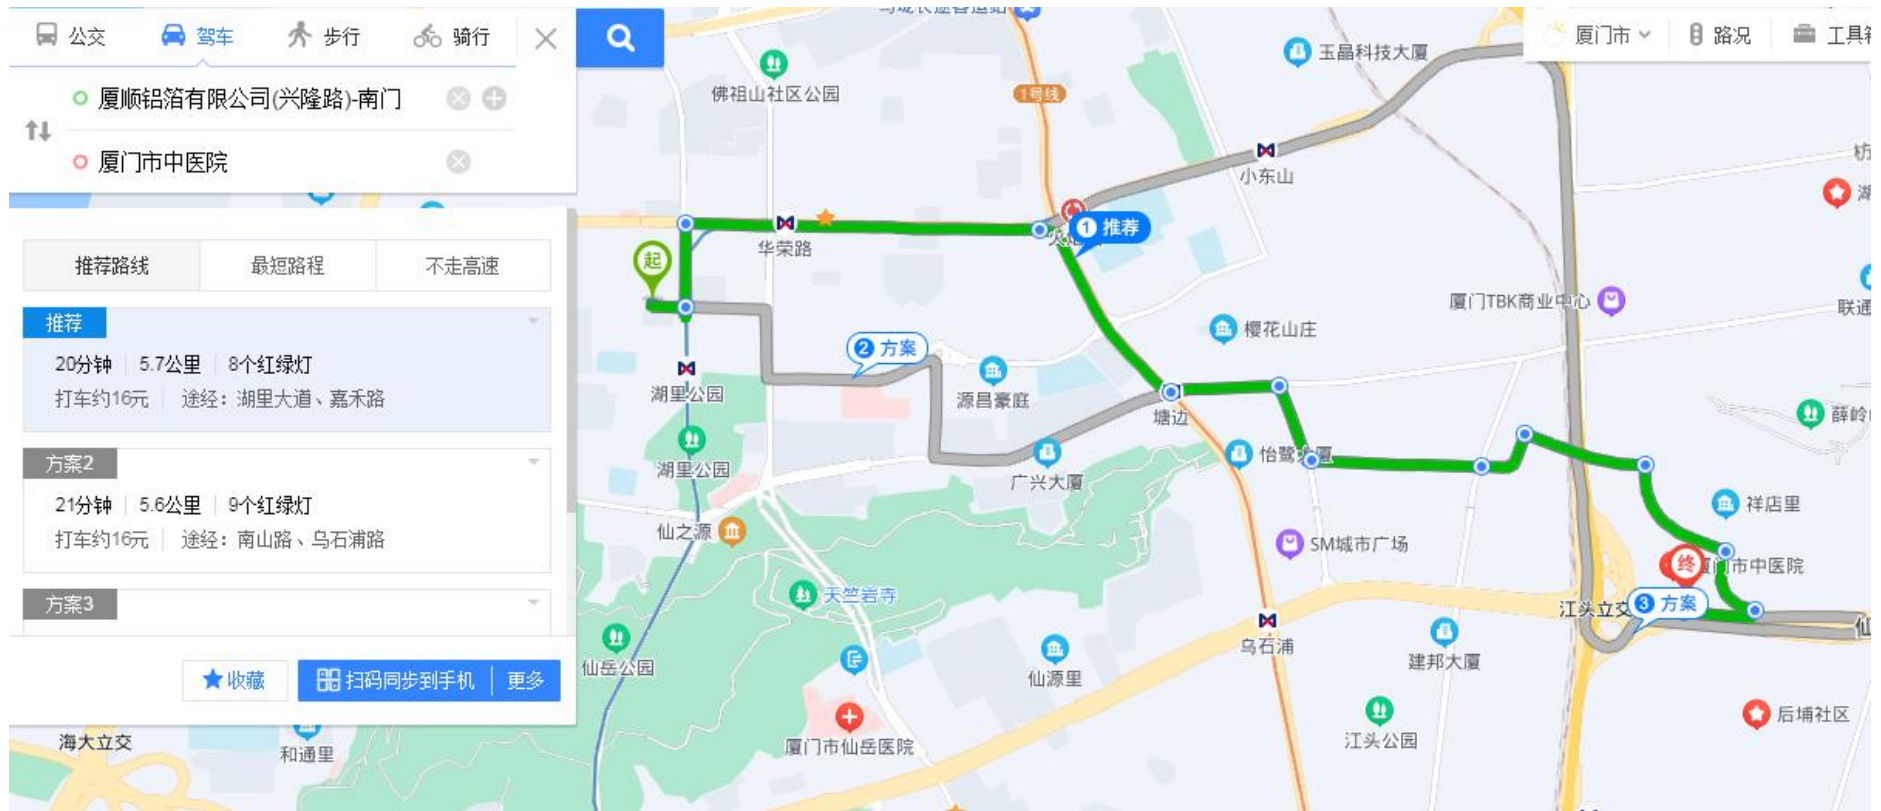 公交
驾车
步行
骑行
厦顺铝箔有限公司(兴隆路)-南门
厦门市中医院
推荐路线
最短路程
不走高速
推荐
20分钟 5.7公里 8个红绿灯
打车约16元 途经：湖里大道、嘉禾路
方案2
21分钟 5.6公里 9个红绿灯
打车约16元 途经：南山路、乌石浦路
方案3
收藏
扫码同步到手机
更多
厦门市
路况
工具
玉晶科技大厦
佛祖山社区公园
1号线
小东山
枋
湖
华荣路
火
1 推荐
起
厦门TBK商业中心
联通
樱花山庄
2 方案
湖里公园
源昌豪庭
塘边
薛岭
湖里公园
怡鹭大厦
广兴大厦
祥店里
仙之源
SM城市广场
终
厦门市中医院
天竺岩寺
江头立交
3 方案
仙
乌石浦
建邦大厦
仙岳公园
仙源里
后埔社区
海大立交
和通里
厦门市仙岳医院
江头公园